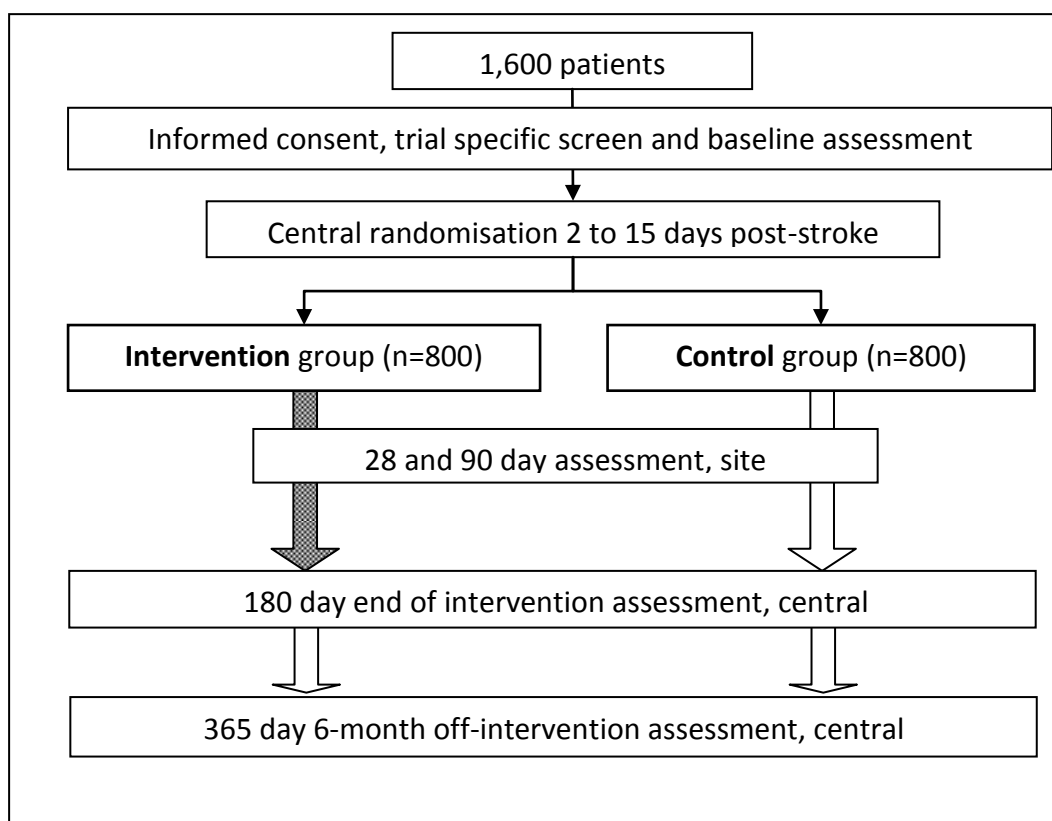 1,600 patients
Informed consent, trial specific screen and baseline assessment
Central randomisation 2 to 15 days post-stroke
Intervention group (n=800)
Control group (n=800)
28 and 90 day assessment, site
180 day end of intervention assessment, central
365 day 6-month off-intervention assessment, central